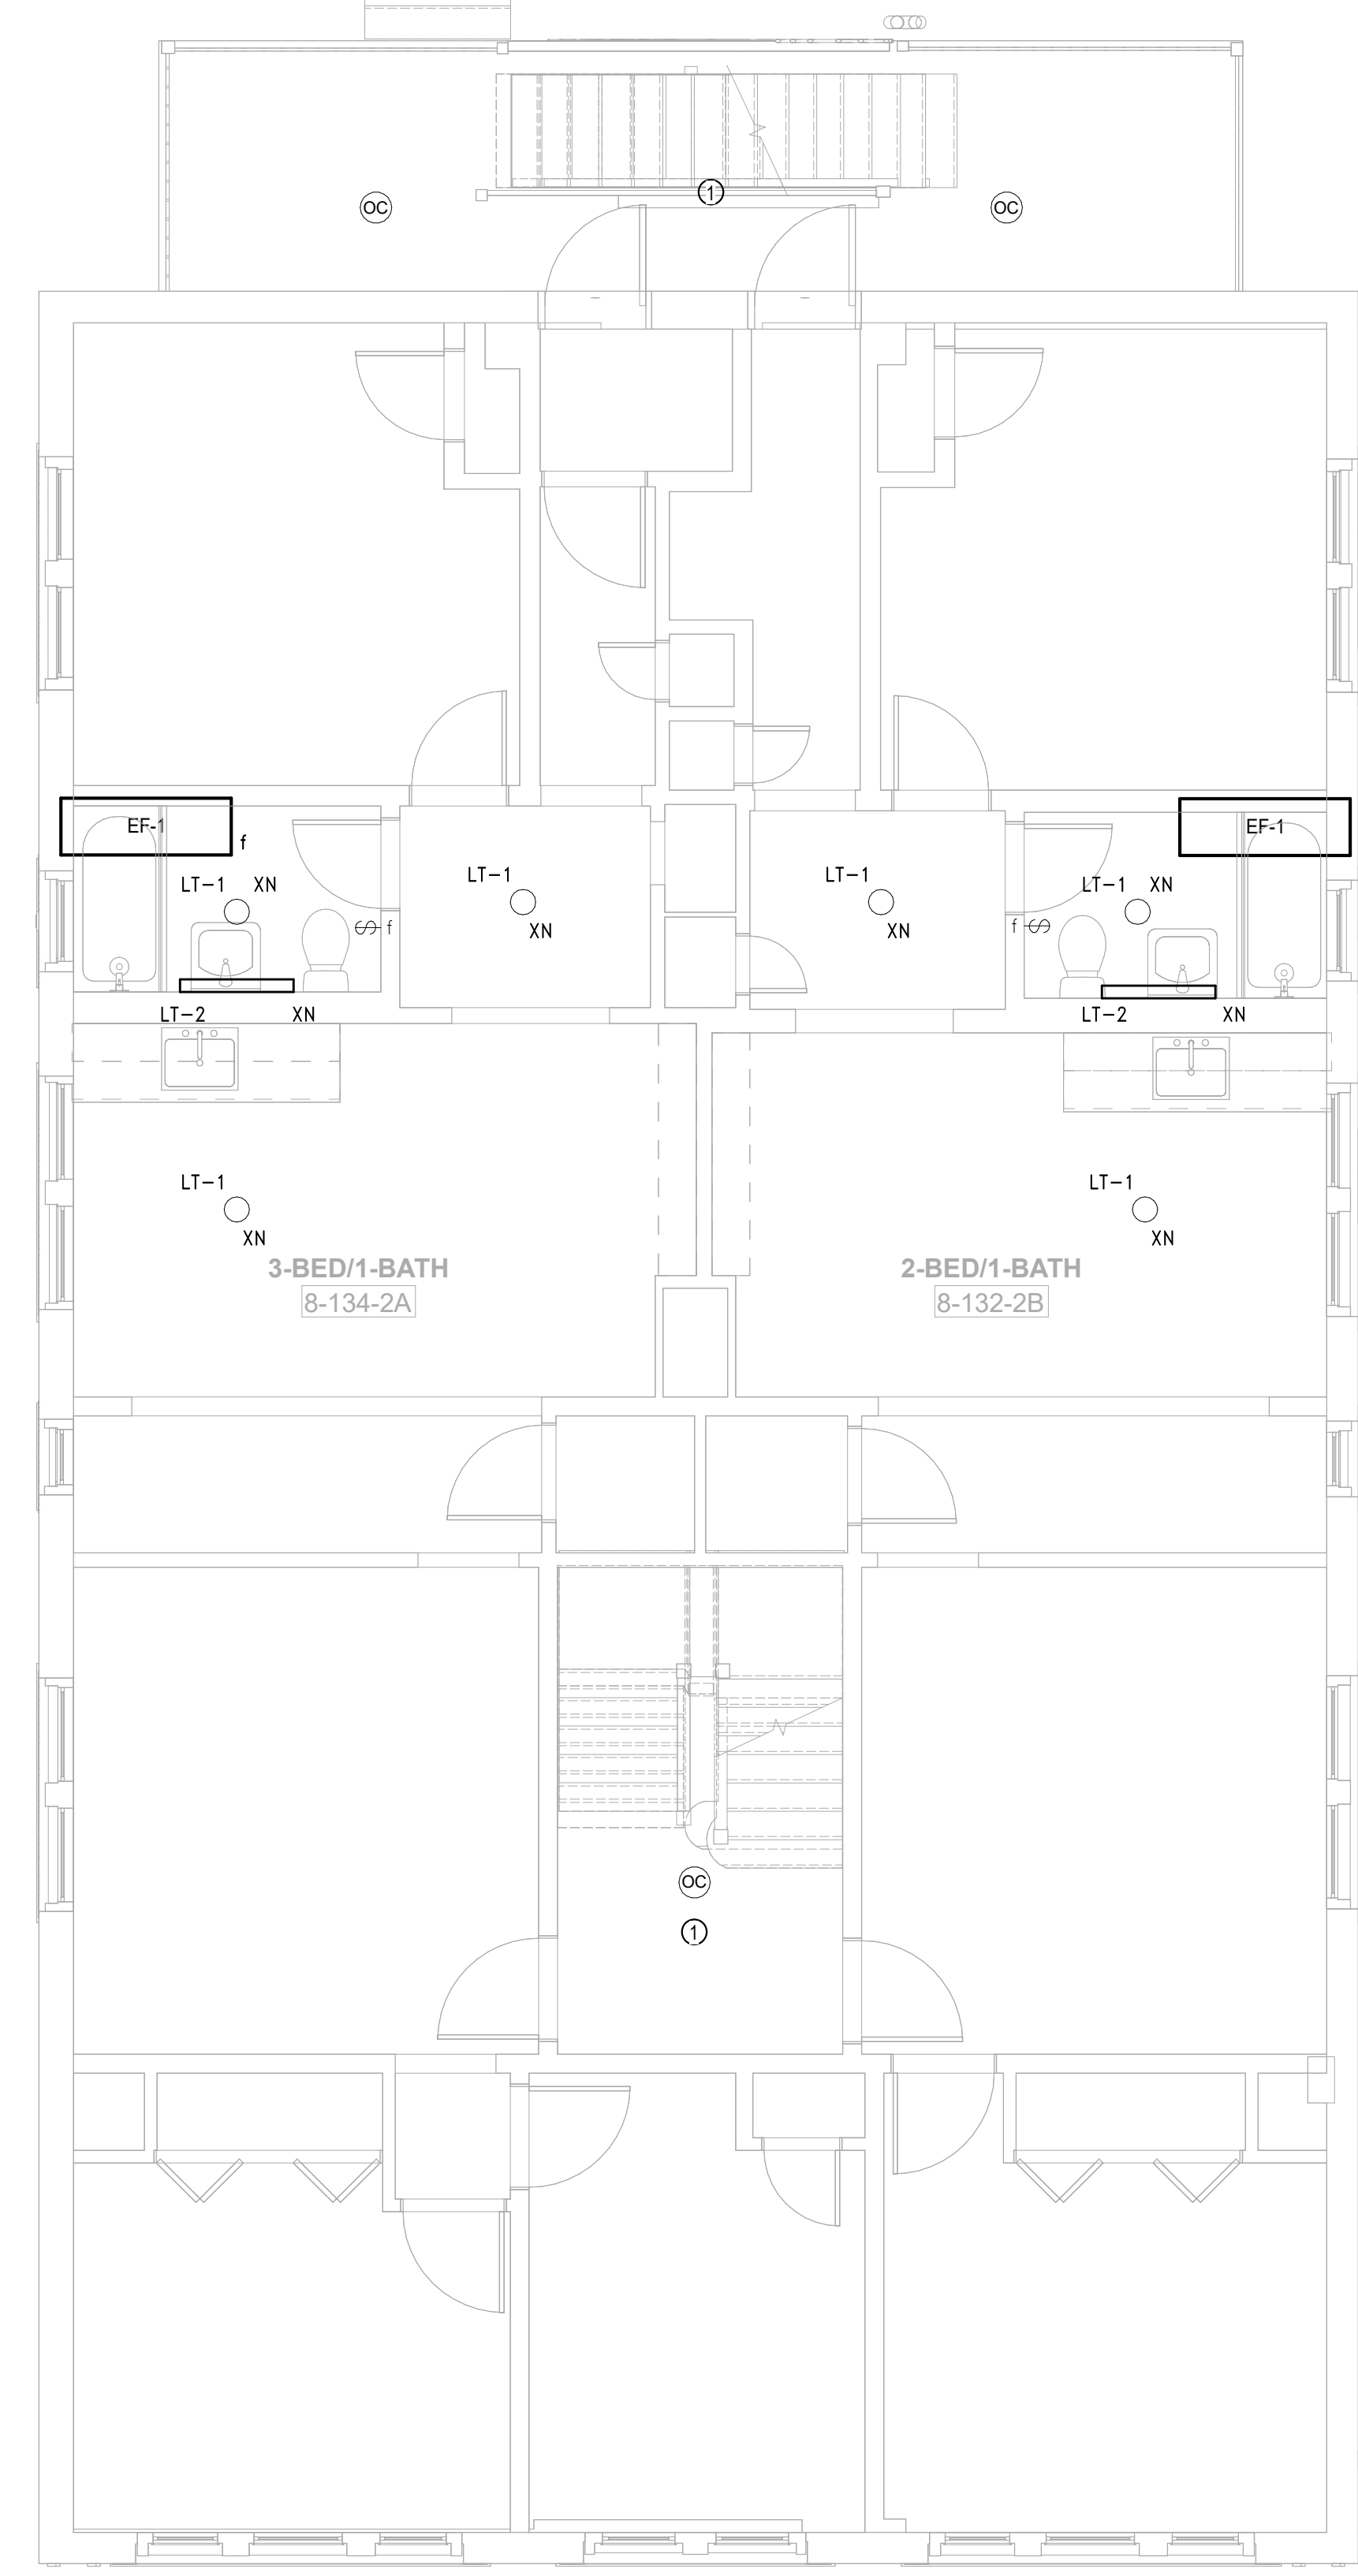 1
OC
OC
EF-1
EF-1
f
LT-1
XN
LT-1
LT-1
LT-1
XN
XN
XN
f
f
LT-2
XN
LT-2
XN
LT-1
LT-1
XN
XN
3-BED/1-BATH
2-BED/1-BATH
8-134-2A
8-132-2B
OC
1